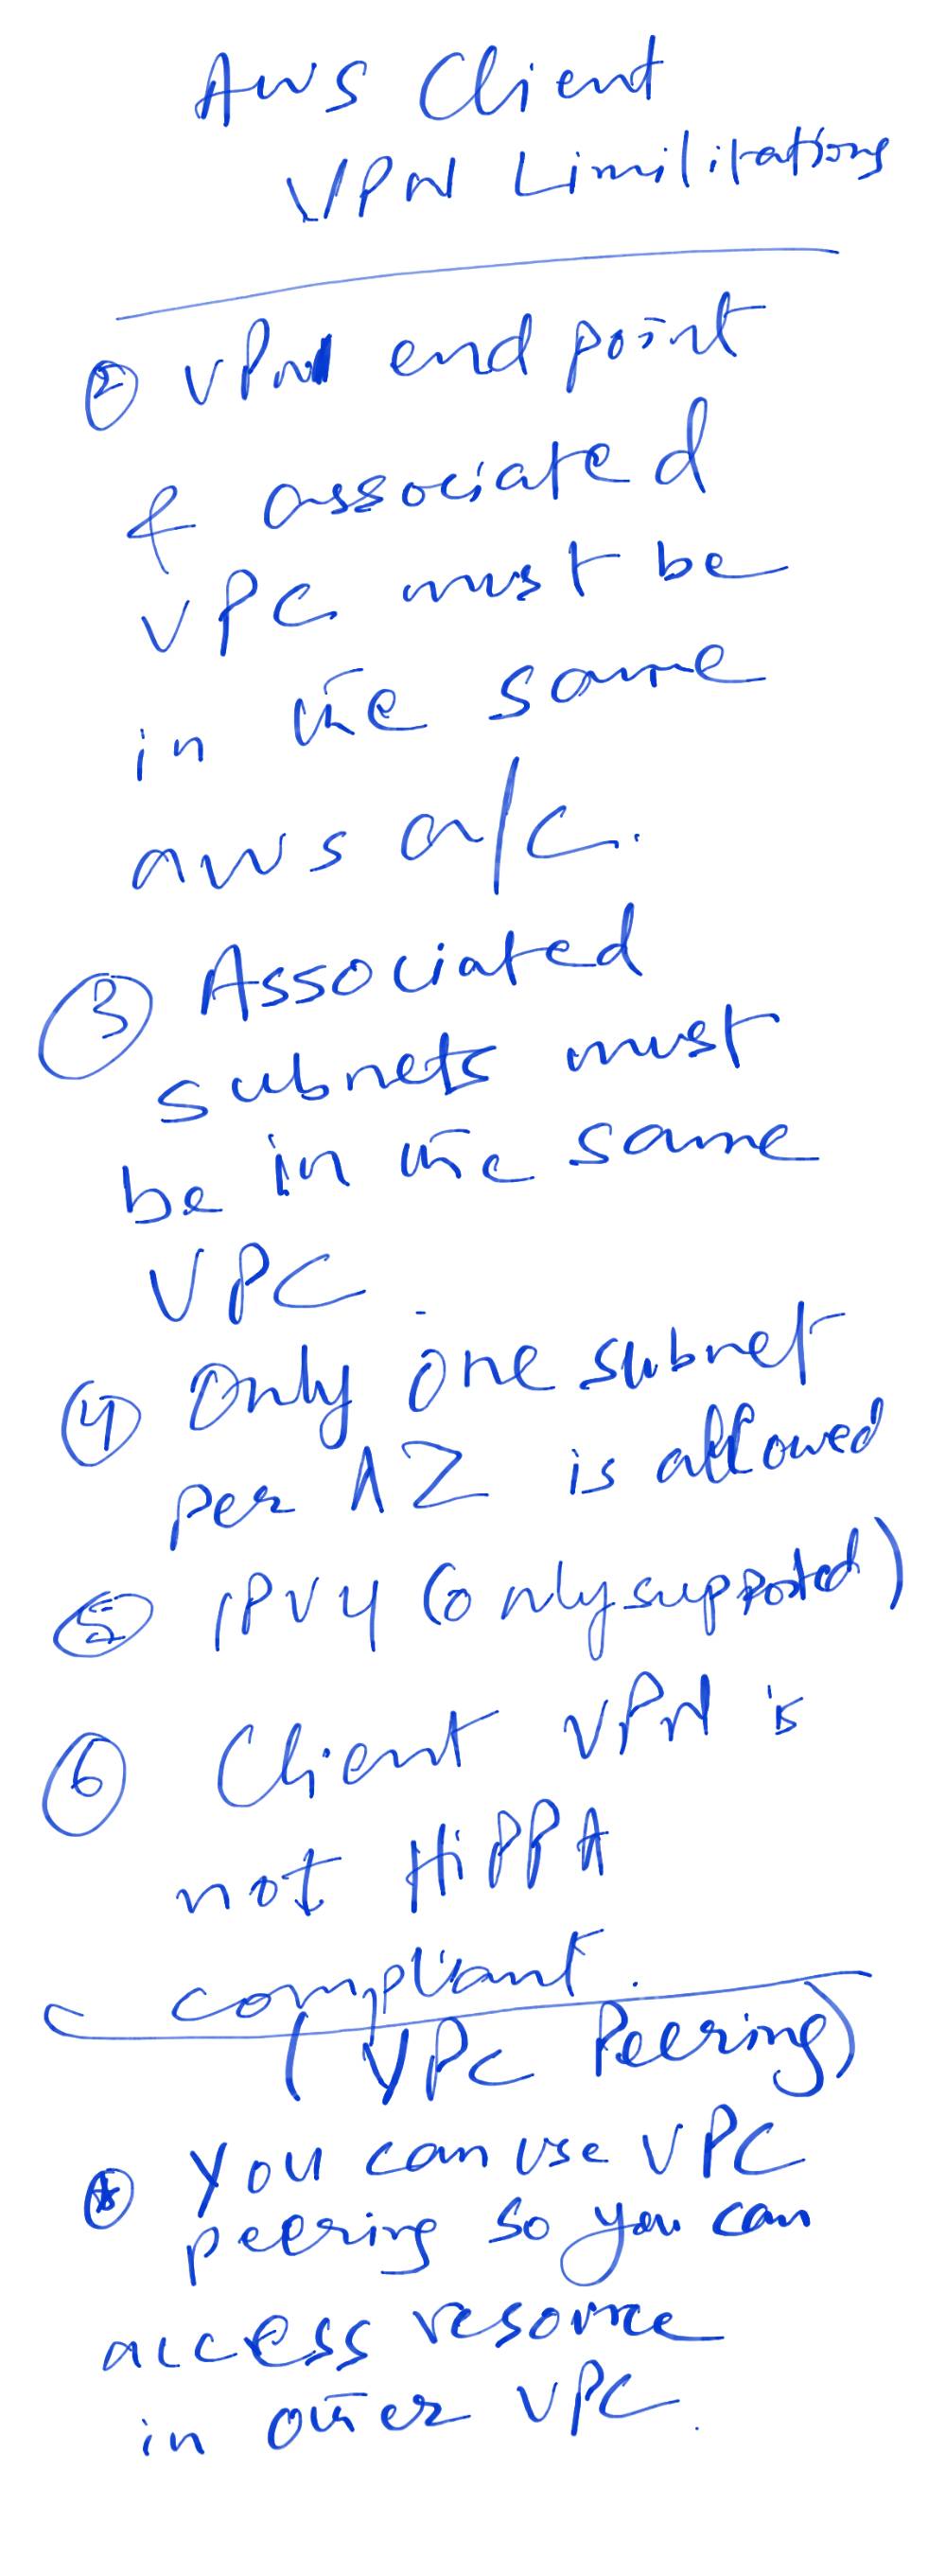 AWS Client
VPN Limilitations
② VPN end point
& associated
VPC must be
in the same
aws a/c.
③ Associated
subnets must
be in the same
VPC.
④ Only one subnet
per AZ is allowed
⑤ IPV4 (only supported)
⑥ Client VPN is
not HiPPA
compliant.
(VPC Peering)
⊛ You can use VPC
peering so you can
access resource
in other VPC.